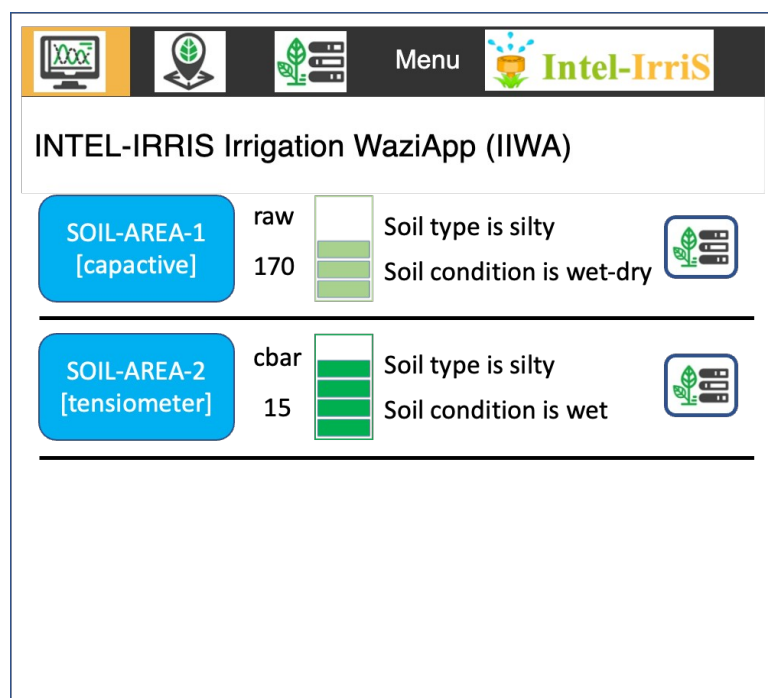 Menu
Intel-IrriS
INTEL-IRRIS Irrigation WaziApp (IIWA)
SOIL-AREA-1
[capactive]
raw
170
Soil type is silty
Soil condition is wet-dry
SOIL-AREA-2
[tensiometer]
cbar
15
Soil type is silty
Soil condition is wet